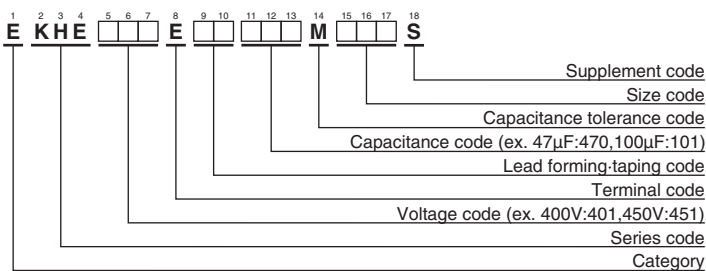 1 2 3 4 5 6 7 8 9 10 11 12 13 14 15 16 17 18
E KHE □□□ E □□ □□□ M □□□ S
Supplement code
Size code
Capacitance tolerance code
Capacitance code (ex. 47µF:470,100µF:101)
Lead forming·taping code
Terminal code
Voltage code (ex. 400V:401,450V:451)
Series code
Category